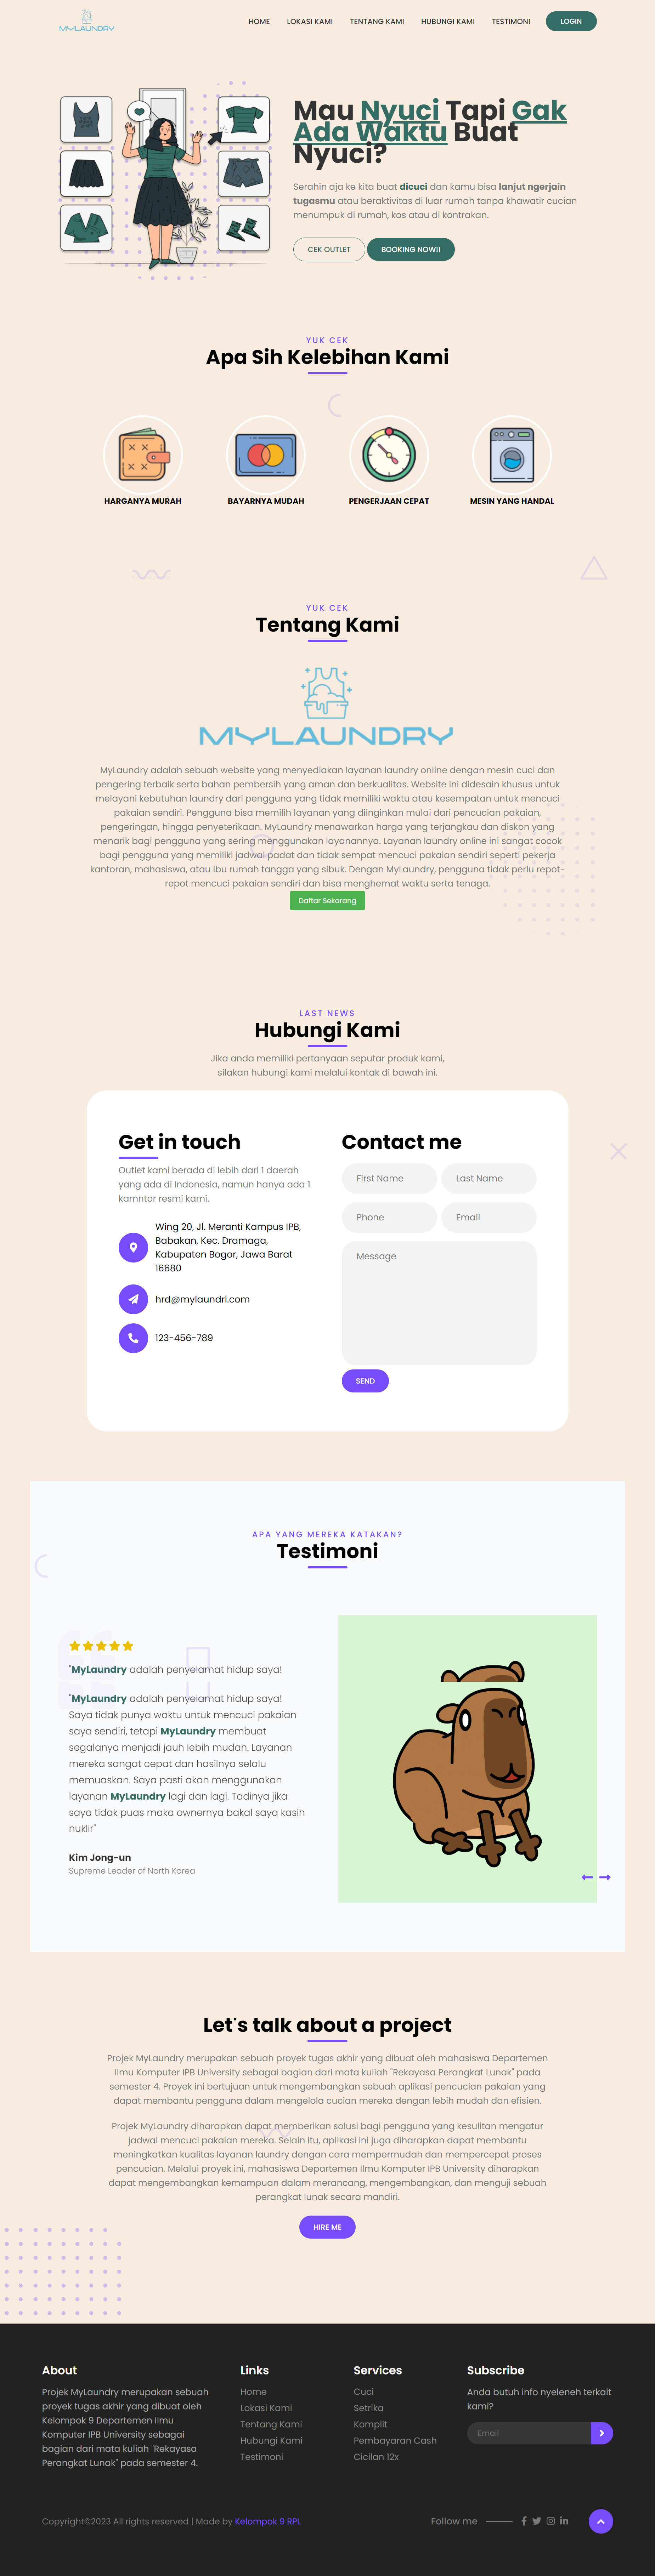 MYLAUNDRY
HOME
LOKASI KAMI
TENTANG KAMI
HUBUNGI KAMI
TESTIMONI
LOGIN
Mau Nyuci Tapi Gak
Ada Waktu Buat
Nyuci?
Serahin aja ke kita buat dicuci dan kamu bisa lanjut ngerjain
tugasmu atau beraktivitas di luar rumah tanpa khawatir cucian
menumpuk di rumah, kos atau di kontrakan.
CEK OUTLET
BOOKING NOW!!
YUK CEK
Apa Sih Kelebihan Kami
HARGANYA MURAH
BAYARNYA MUDAH
PENGERJAAN CEPAT
MESIN YANG HANDAL
YUK CEK
Tentang Kami
MYLAUNDRY
MyLaundry adalah sebuah website yang menyediakan layanan laundry online dengan mesin cuci dan
pengering terbaik serta bahan pembersih yang aman dan berkualitas. Website ini didesain khusus untuk
melayani kebutuhan laundry dari pengguna yang tidak memiliki waktu atau kesempatan untuk mencuci
pakaian sendiri. Pengguna bisa memilih layanan yang diinginkan mulai dari pencucian pakaian,
pengeringan, hingga penyeterikaan. MyLaundry menawarkan harga yang terjangkau dan diskon yang
menarik bagi pengguna yang sering menggunakan layanannya. Layanan laundry online ini sangat cocok
bagi pengguna yang memiliki jadwal padat dan tidak sempat mencuci pakaian sendiri seperti pekerja
kantoran, mahasiswa, atau ibu rumah tangga yang sibuk. Dengan MyLaundry, pengguna tidak perlu repot-
repot mencuci pakaian sendiri dan bisa menghemat waktu serta tenaga.
Daftar Sekarang
LAST NEWS
Hubungi Kami
Jika anda memiliki pertanyaan seputar produk kami,
silakan hubungi kami melalui kontak di bawah ini.
Get in touch
Outlet kami berada di lebih dari 1 daerah
yang ada di Indonesia, namun hanya ada 1
kamntor resmi kami.
Wing 20, Jl. Meranti Kampus IPB,
Babakan, Kec. Dramaga,
Kabupaten Bogor, Jawa Barat
16680
hrd@mylaundri.com
123-456-789
Contact me
First Name
Last Name
Phone
Email
Message
SEND
APA YANG MEREKA KATAKAN?
Testimoni
"MyLaundry adalah penyelamat hidup saya!
"MyLaundry adalah penyelamat hidup saya!
Saya tidak punya waktu untuk mencuci pakaian
saya sendiri, tetapi MyLaundry membuat
segalanya menjadi jauh lebih mudah. Layanan
mereka sangat cepat dan hasilnya selalu
memuaskan. Saya pasti akan menggunakan
layanan MyLaundry lagi dan lagi. Tadinya jika
saya tidak puas maka ownernya bakal saya kasih
nuklir"
Kim Jong-un
Supreme Leader of North Korea
Let's talk about a project
Projek MyLaundry merupakan sebuah proyek tugas akhir yang dibuat oleh mahasiswa Departemen
Ilmu Komputer IPB University sebagai bagian dari mata kuliah "Rekayasa Perangkat Lunak" pada
semester 4. Proyek ini bertujuan untuk mengembangkan sebuah aplikasi pencucian pakaian yang
dapat membantu pengguna dalam mengelola cucian mereka dengan lebih mudah dan efisien.
Projek MyLaundry diharapkan dapat memberikan solusi bagi pengguna yang kesulitan mengatur
jadwal mencuci pakaian mereka. Selain itu, aplikasi ini juga diharapkan dapat membantu
meningkatkan kualitas layanan laundry dengan cara mempermudah dan mempercepat proses
pencucian. Melalui proyek ini, mahasiswa Departemen Ilmu Komputer IPB University diharapkan
dapat mengembangkan kemampuan dalam merancang, mengembangkan, dan menguji sebuah
perangkat lunak secara mandiri.
HIRE ME
About
Projek MyLaundry merupakan sebuah
proyek tugas akhir yang dibuat oleh
Kelompok 9 Departemen Ilmu
Komputer IPB University sebagai
bagian dari mata kuliah "Rekayasa
Perangkat Lunak" pada semester 4.
Links
Home
Lokasi Kami
Tentang Kami
Hubungi Kami
Testimoni
Services
Cuci
Setrika
Komplit
Pembayaran Cash
Cicilan 12x
Subscribe
Anda butuh info nyeleneh terkait
kami?
Email
Copyright©2023 All rights reserved | Made by Kelompok 9 RPL
Follow me